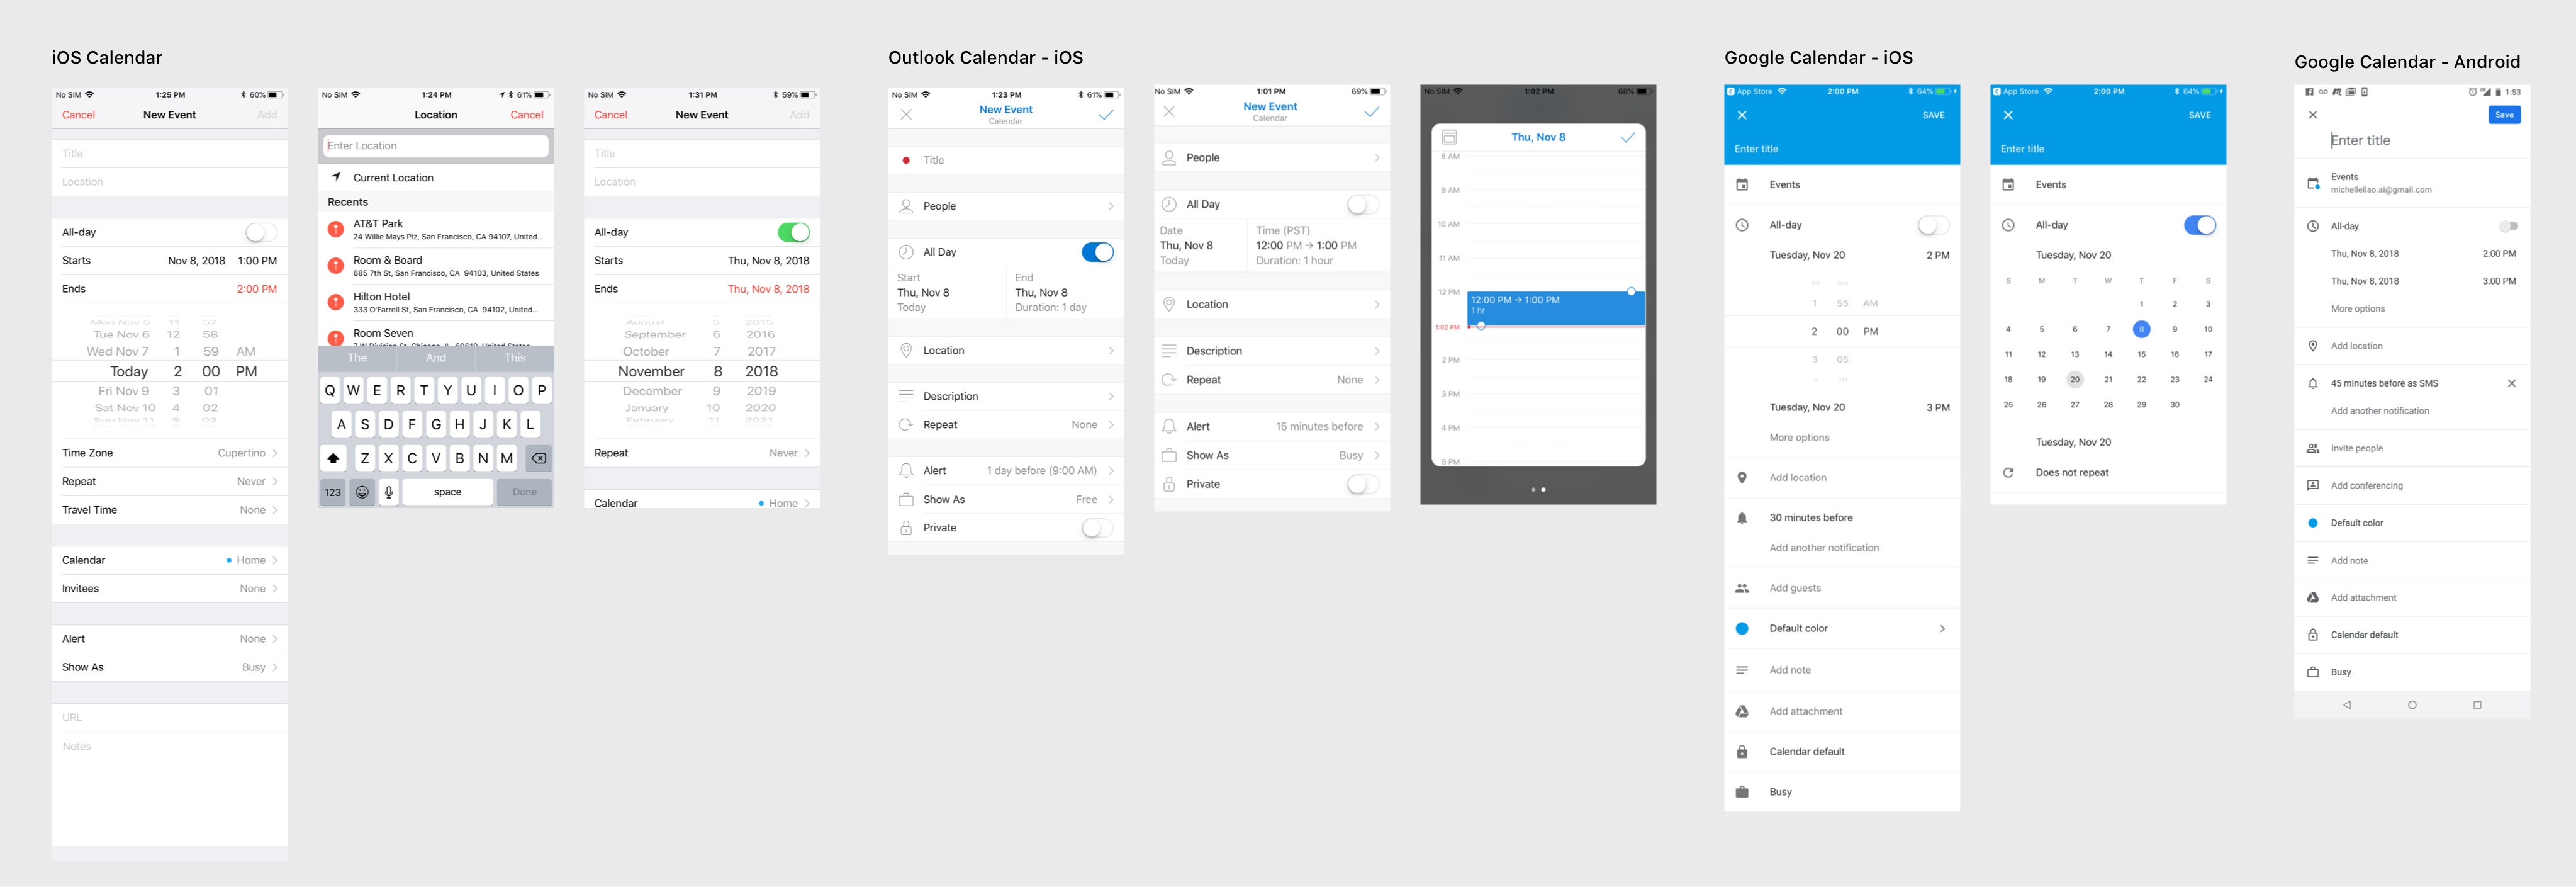 iOS Calendar
No SIM 1:25 PM 60%
Cancel New Event Add
Title
Location
All-day
Starts Nov 8, 2018 1:00 PM
Ends 2:00 PM
Mon Nov 5 11 57
Tue Nov 6 12 58
Wed Nov 7 1 59 AM
Today 2 00 PM
Fri Nov 9 3 01
Sat Nov 10 4 02
Sun Nov 11 5 03
Time Zone Cupertino
Repeat Never
Travel Time None
Calendar Home
Invitees None
Alert None
Show As Busy
URL
Notes
No SIM 1:24 PM 61%
Location Cancel
Enter Location
Current Location
Recents
AT&T Park
24 Willie Mays Plz, San Francisco, CA 94107, United...
Room & Board
685 7th St, San Francisco, CA 94103, United States
Hilton Hotel
333 O'Farrell St, San Francisco, CA 94102, United...
Room Seven
The And This
Q W E R T Y U I O P
A S D F G H J K L
Z X C V B N M
123 space Done
No SIM 1:31 PM 59%
Cancel New Event Add
Title
Location
All-day
Starts Thu, Nov 8, 2018
Ends Thu, Nov 8, 2018
August 5 2015
September 6 2016
October 7 2017
November 8 2018
December 9 2019
January 10 2020
February 11 2021
Repeat Never
Calendar Home
Outlook Calendar - iOS
No SIM 1:23 PM 61%
New Event
Calendar
Title
People
All Day
Start End
Thu, Nov 8 Thu, Nov 8
Today Duration: 1 day
Location
Description
Repeat None
Alert 1 day before (9:00 AM)
Show As Free
Private
No SIM 1:01 PM 69%
New Event
Calendar
People
All Day
Date Time (PST)
Thu, Nov 8 12:00 PM → 1:00 PM
Today Duration: 1 hour
Location
Description
Repeat None
Alert 15 minutes before
Show As Busy
Private
No SIM 1:02 PM 68%
Thu, Nov 8
8 AM
9 AM
10 AM
11 AM
12 PM
12:00 PM → 1:00 PM
1 hr
1:02 PM
2 PM
3 PM
4 PM
5 PM
Google Calendar - iOS
App Store 2:00 PM 64%
SAVE
Enter title
Events
All-day
Tuesday, Nov 20 2 PM
1 55 AM
2 00 PM
3 05
Tuesday, Nov 20 3 PM
More options
Add location
30 minutes before
Add another notification
Add guests
Default color
Add note
Add attachment
Calendar default
Busy
App Store 2:00 PM 64%
SAVE
Enter title
Events
All-day
Tuesday, Nov 20
S M T W T F S
1 2 3
4 5 6 7 8 9 10
11 12 13 14 15 16 17
18 19 20 21 22 23 24
25 26 27 28 29 30
Tuesday, Nov 20
Does not repeat
Google Calendar - Android
1:53
Save
Enter title
Events
michellellao.ai@gmail.com
All-day
Thu, Nov 8, 2018 2:00 PM
Thu, Nov 8, 2018 3:00 PM
More options
Add location
45 minutes before as SMS
Add another notification
Invite people
Add conferencing
Default color
Add note
Add attachment
Calendar default
Busy